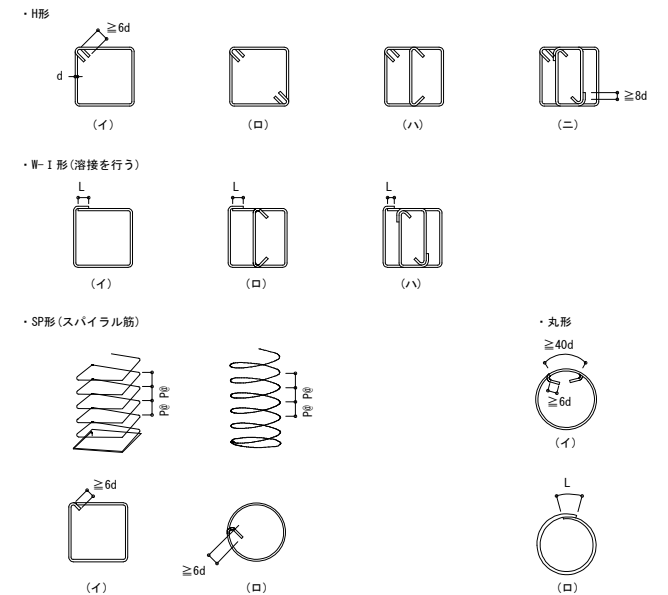 ・H形
≧6d
d
≧8d
(イ)
(ロ)
(ハ)
(ニ)
・W-I形(溶接を行う)
L
L
L
(イ)
(ロ)
(ハ)
・SP形(スパイラル筋)
・丸形
≧40d
P@ P@
P@ P@
≧6d
(イ)
≧6d
L
≧6d
(イ)
(ロ)
(ロ)